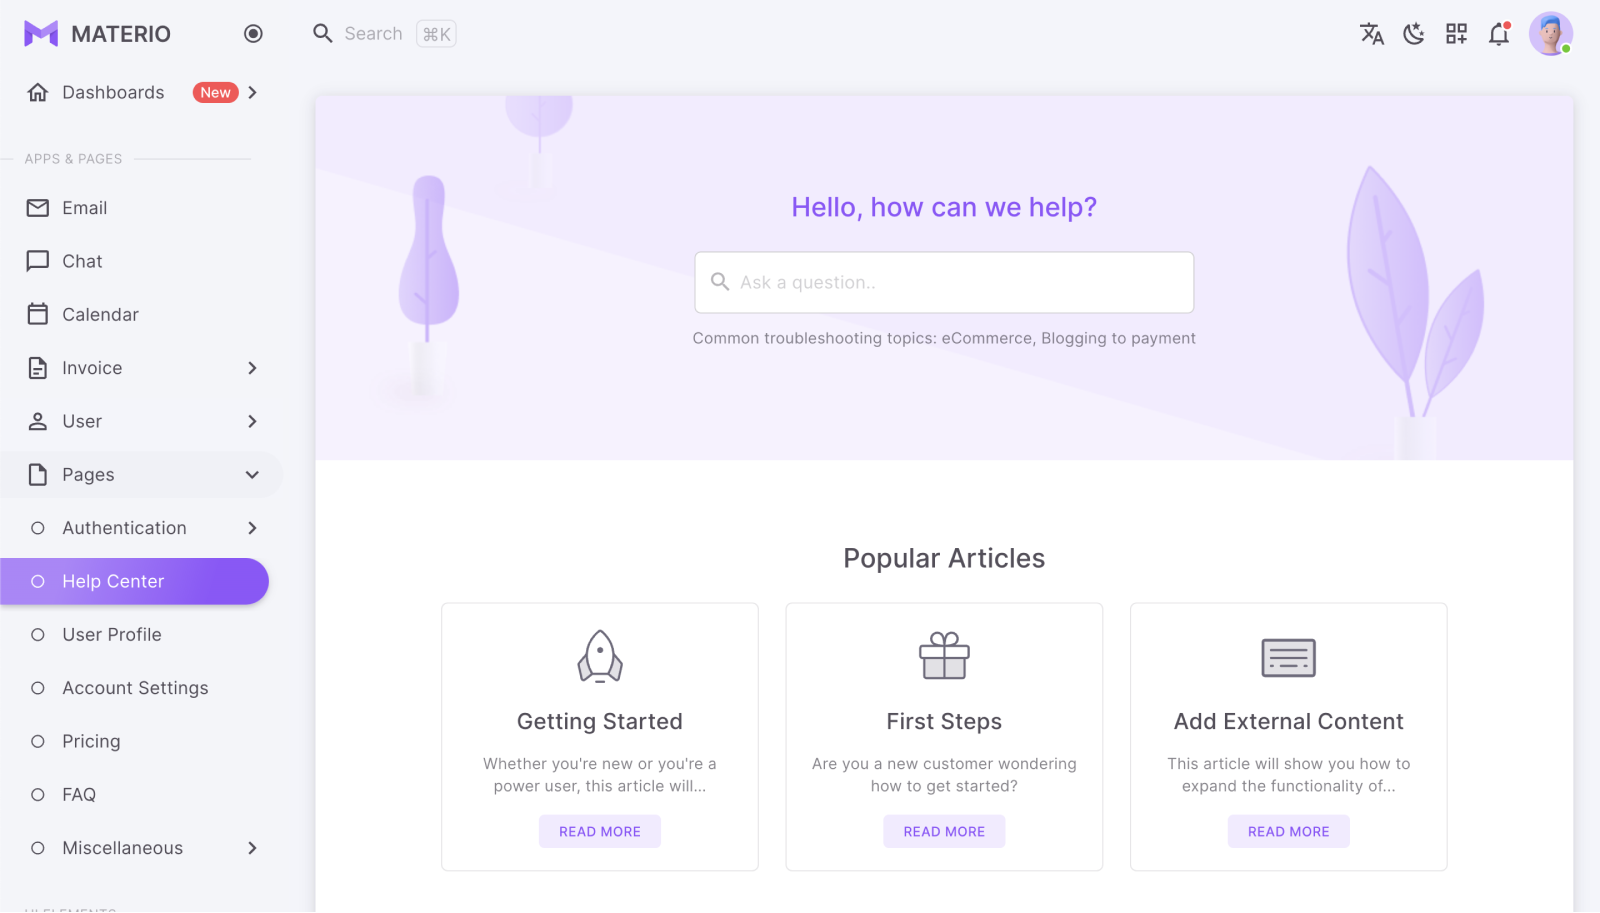 MATERIO
Search ⌘K
Dashboards New
APPS & PAGES
Email
Chat
Calendar
Invoice
User
Pages
Authentication
Help Center
User Profile
Account Settings
Pricing
FAQ
Miscellaneous
UI ELEMENTS
Hello, how can we help?
Ask a question..
Common troubleshooting topics: eCommerce, Blogging to payment
Popular Articles
Getting Started
Whether you're new or you're a
power user, this article will...
READ MORE
First Steps
Are you a new customer wondering
how to get started?
READ MORE
Add External Content
This article will show you how to
expand the functionality of...
READ MORE